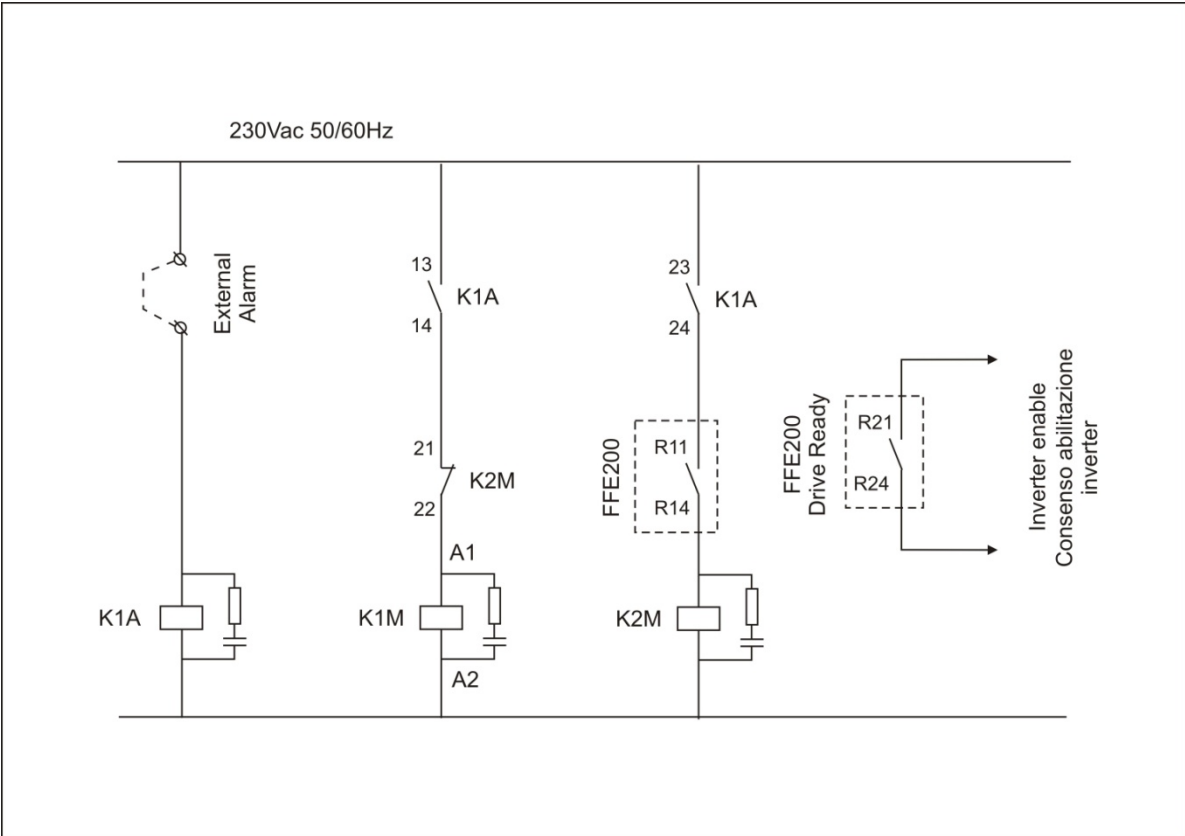 230Vac 50/60Hz
External
Alarm
K1A
13
14
K1A
21
22
K2M
A1
K1M
A2
23
24
K1A
FFE200
R11
R14
K2M
FFE200
Drive Ready
R21
R24
Inverter enable
Consenso abilitazione
inverter